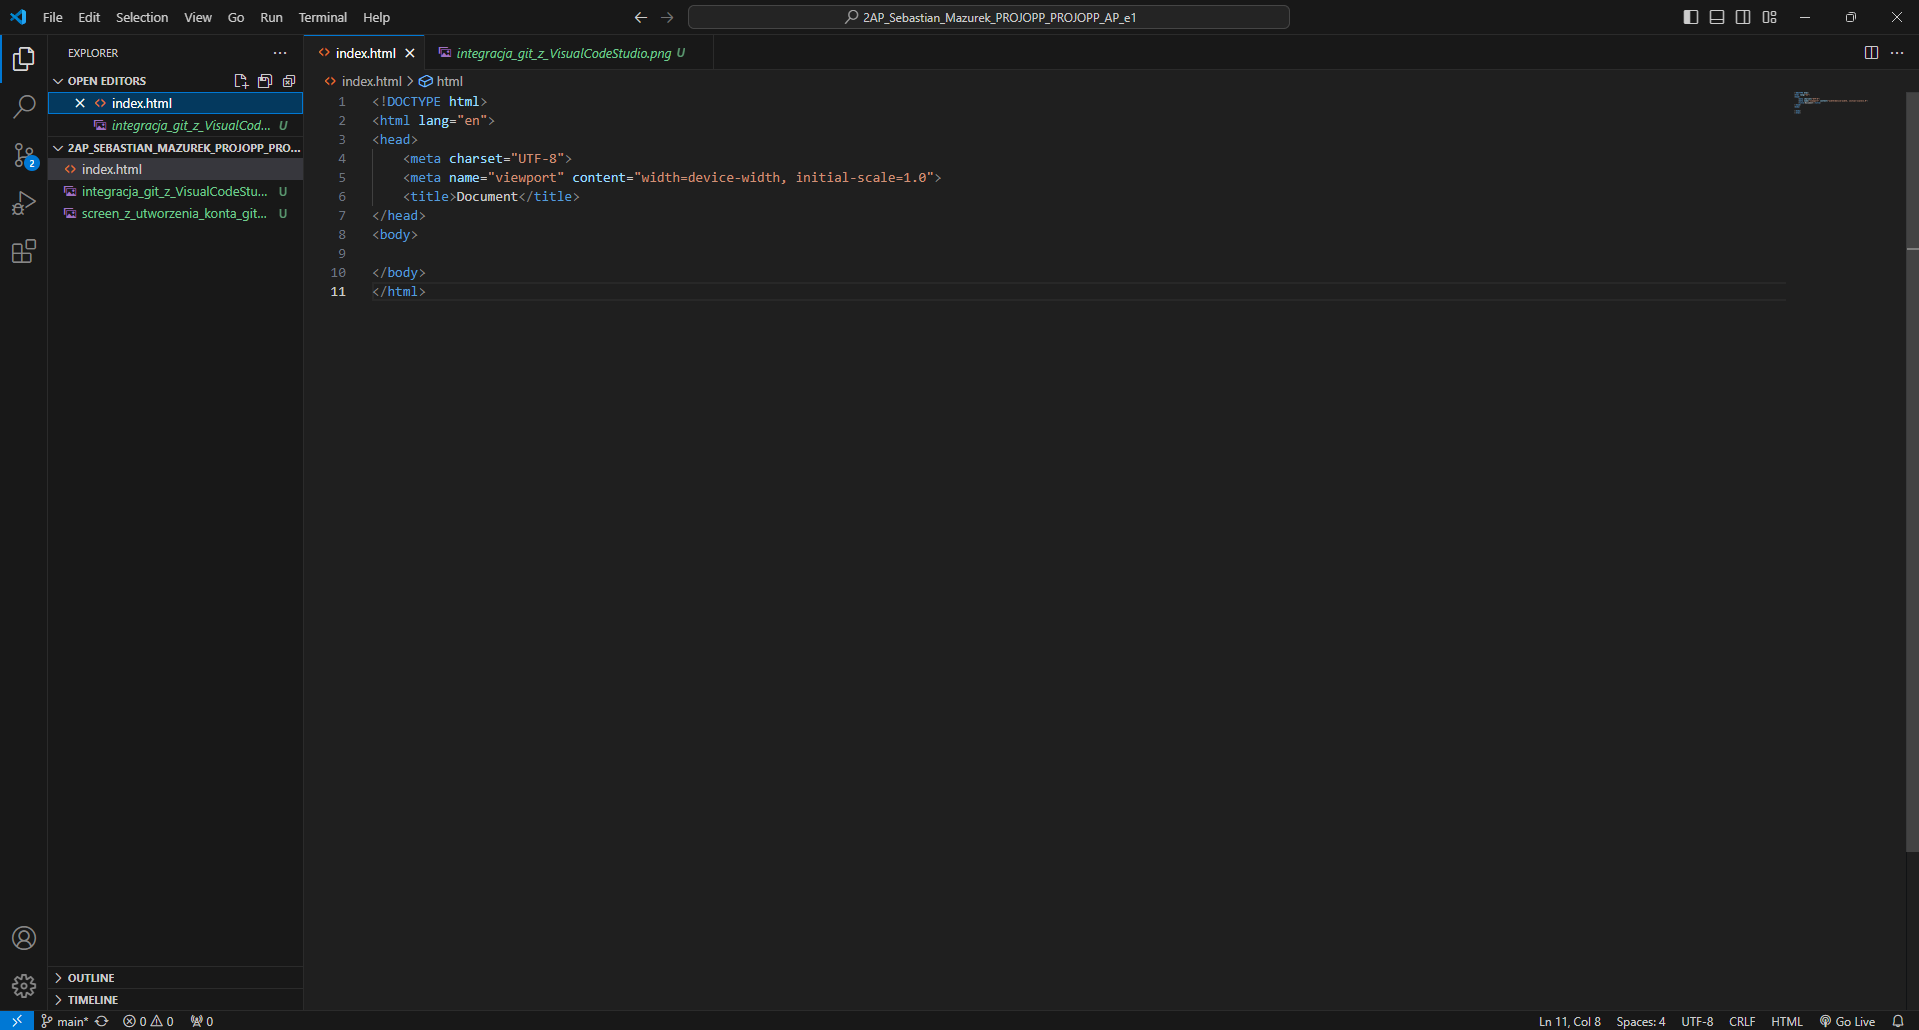 File Edit Selection View Go Run Terminal Help
2AP_Sebastian_Mazurek_PROJOPP_PROJOPP_AP_e1
EXPLORER
OPEN EDITORS
index.html
integracja_git_z_VisualCod... U
2AP_SEBASTIAN_MAZUREK_PROJOPP_PRO...
index.html
integracja_git_z_VisualCodeStu... U
screen_z_utworzenia_konta_git... U
2
OUTLINE
TIMELINE
index.html
integracja_git_z_VisualCodeStudio.png U
index.html > html
1 <!DOCTYPE html>
2 <html lang="en">
3 <head>
4 <meta charset="UTF-8">
5 <meta name="viewport" content="width=device-width, initial-scale=1.0">
6 <title>Document</title>
7 </head>
8 <body>
9
10 </body>
11 </html>
main* 0 0 0
Ln 11, Col 8 Spaces: 4 UTF-8 CRLF HTML Go Live